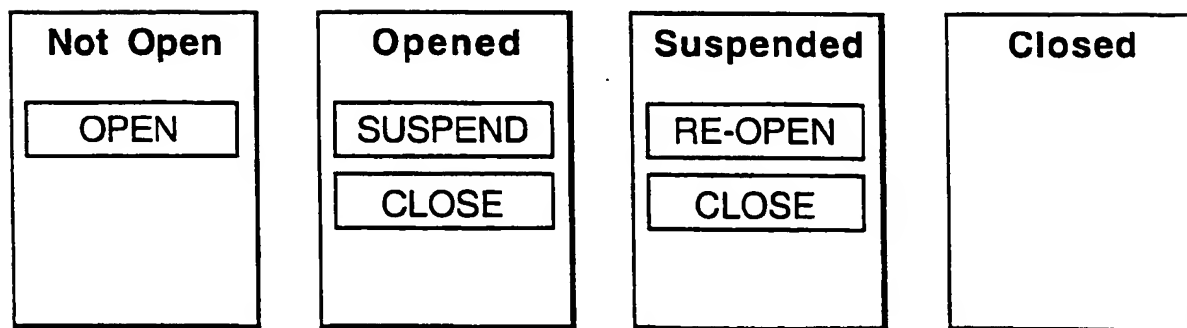 Not Open
OPEN
Opened
SUSPEND
CLOSE
Suspended
RE-OPEN
CLOSE
Closed